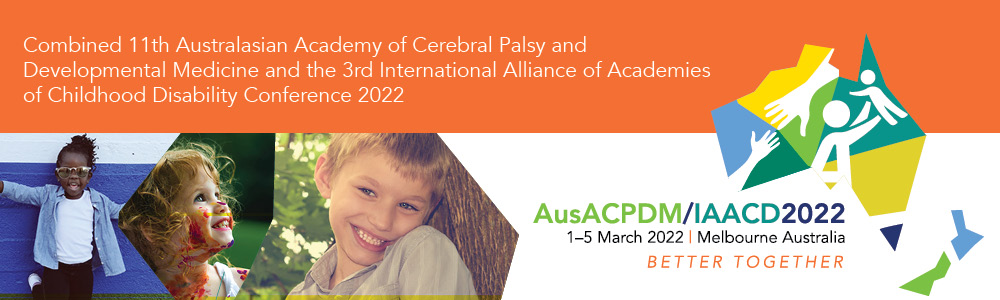 Combined 11th Australasian Academy of Cerebral Palsy and
Developmental Medicine and the 3rd International Alliance of Academies
of Childhood Disability Conference 2022
AusACPDM/IAACD2022
1–5 March 2022 | Melbourne Australia
BETTER TOGETHER